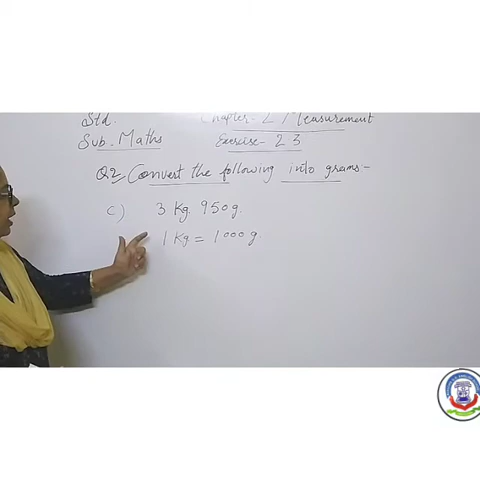 Std. Chapter- 2 / Measurement
Sub. Maths Exercise- 2 3
Q2, Convert the following into grams-
C) 3 Kg. 950g.
1 Kg. = 1000 g.